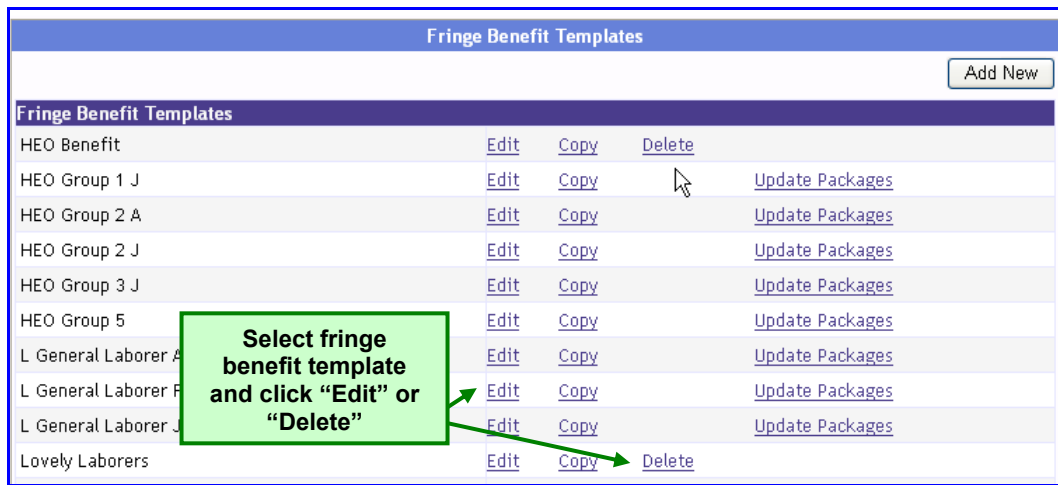 Fringe Benefit Templates
Add New
Fringe Benefit Templates
HEO Benefit Edit Copy Delete
HEO Group 1 J Edit Copy Update Packages
HEO Group 2 A Edit Copy Update Packages
HEO Group 2 J Edit Copy Update Packages
HEO Group 3 J Edit Copy Update Packages
HEO Group 5 Edit Copy Update Packages
L General Laborer A Edit Copy Update Packages
L General Laborer Edit Copy Update Packages
L General Laborer J Edit Copy Update Packages
Lovely Laborers Edit Copy Delete
Select fringe
benefit template
and click “Edit” or
“Delete”